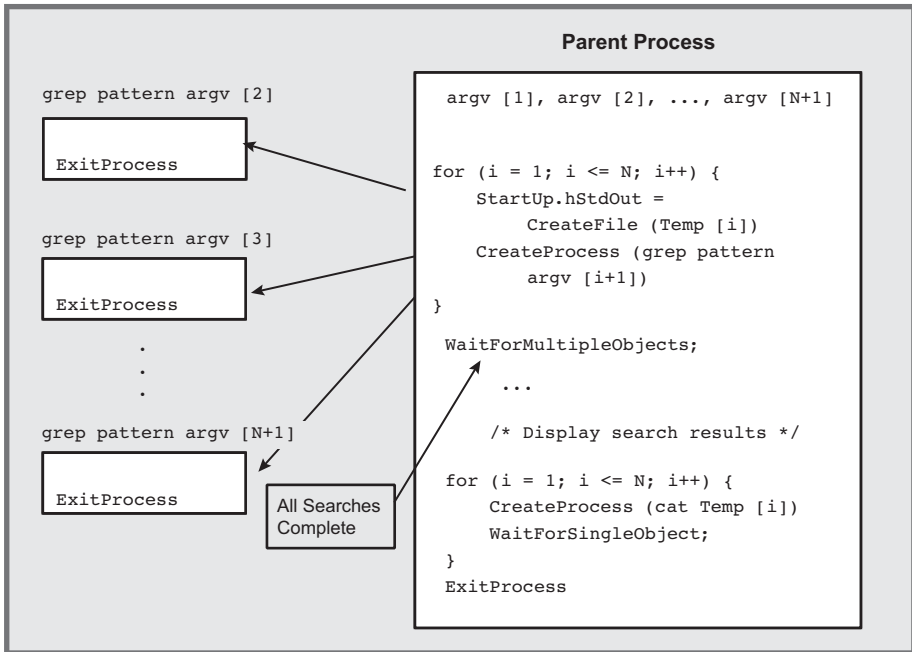 Parent Process
grep pattern argv [2]
ExitProcess
grep pattern argv [3]
ExitProcess
.
.
.
grep pattern argv [N+1]
ExitProcess
All Searches
Complete
argv [1], argv [2], ..., argv [N+1]
for (i = 1; i <= N; i++) {
StartUp.hStdOut =
CreateFile (Temp [i])
CreateProcess (grep pattern
argv [i+1])
}
WaitForMultipleObjects;
...
/* Display search results */
for (i = 1; i <= N; i++) {
CreateProcess (cat Temp [i])
WaitForSingleObject;
}
ExitProcess